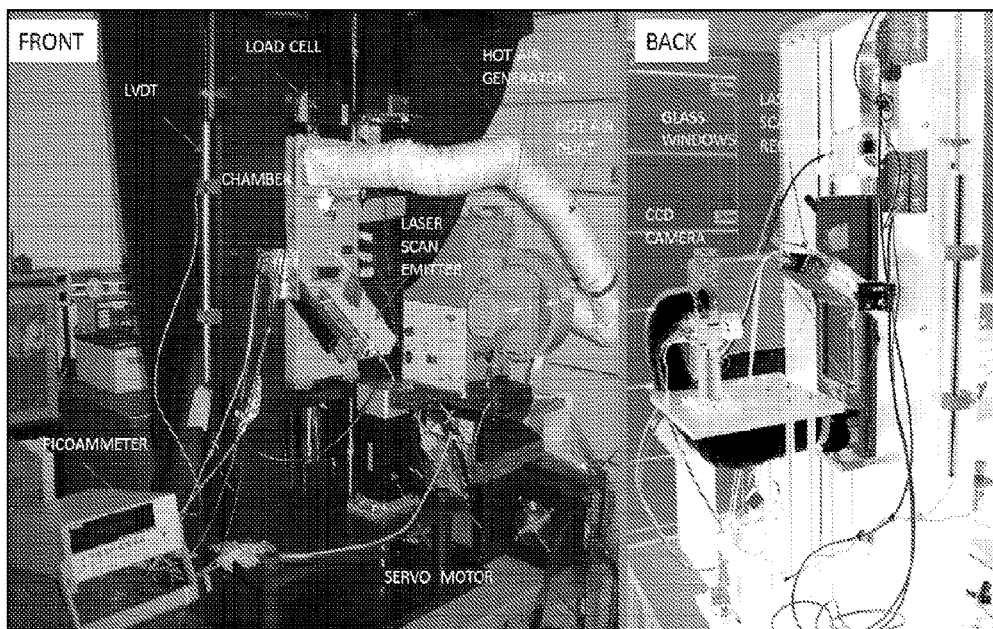 FRONT
LOAD CELL
HOT AIR
GENERATOR
LVDT
CHAMBER
LASER
SCAN
EMITTER
PICOAMMETER
SERVO MOTOR
BACK
GLASS
WINDOWS
CCD
CAMERA